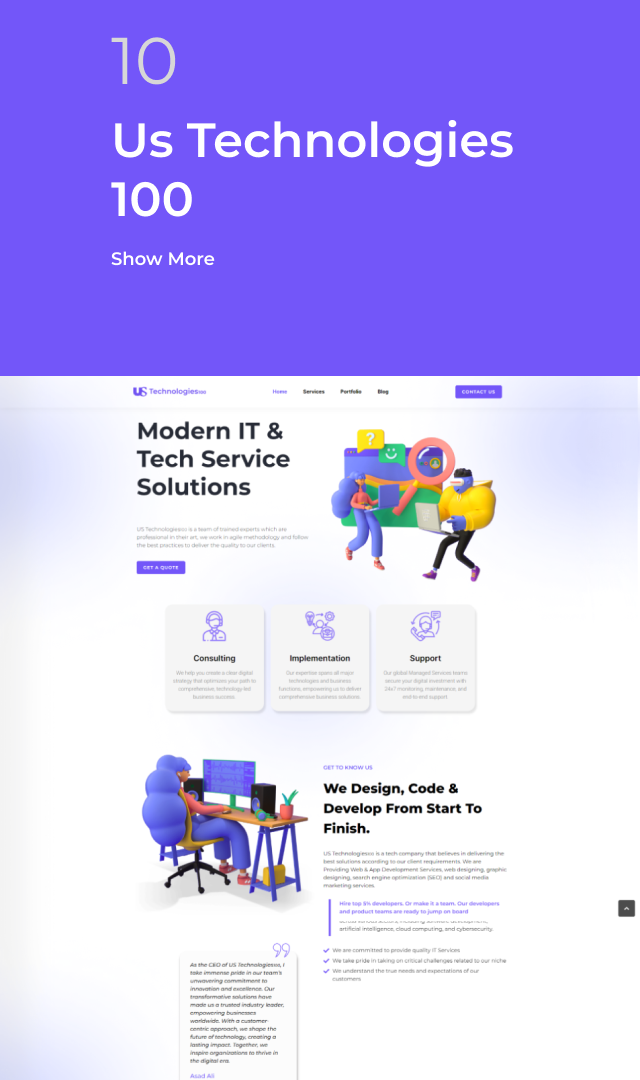 10
Us Technologies
100
Show More
US Technologies100
Home Services Portfolio Blog CONTACT US
Modern IT &
Tech Service
Solutions
?
US Technologies100 is a team of trained experts which are
professional in their art, we work in agile methodology and follow
the best practices to deliver the quality to our clients.
GET A QUOTE
Consulting
We help you create a clear digital
strategy that optimizes your path to
comprehensive, technology-led
business success.
Implementation
Our expertise spans all major
technologies and business
functions, empowering us to deliver
comprehensive business solutions.
Support
Our global Managed Services teams
secure your digital investment with
24x7 monitoring, maintenance, and
end-to-end support.
GET TO KNOW US
We Design, Code &
Develop From Start To
Finish.
US Technologies100 is a tech company that believes in delivering the
best solutions according to our client requirements. We are
Providing Web & App Development Services, web designing, graphic
designing, search engine optimization (SEO) and social media
marketing services.
Hire top 5% developers. Or make it a team. Our developers
and product teams are ready to jump on board
across various sectors including software development,
artificial intelligence, cloud computing, and cybersecurity.
We are committed to provide quality IT Services
We take pride in taking on critical challenges related to our niche
We understand the true needs and expectations of our
customers
As the CEO of US Technologies100, I
take immense pride in our team's
unwavering commitment to
innovation and excellence. Our
transformative solutions have
made us a trusted industry leader,
empowering businesses
worldwide. With a customer-
centric approach, we shape the
future of technology, creating a
lasting impact. Together, we
inspire organizations to thrive in
the digital era.
Asad Ali